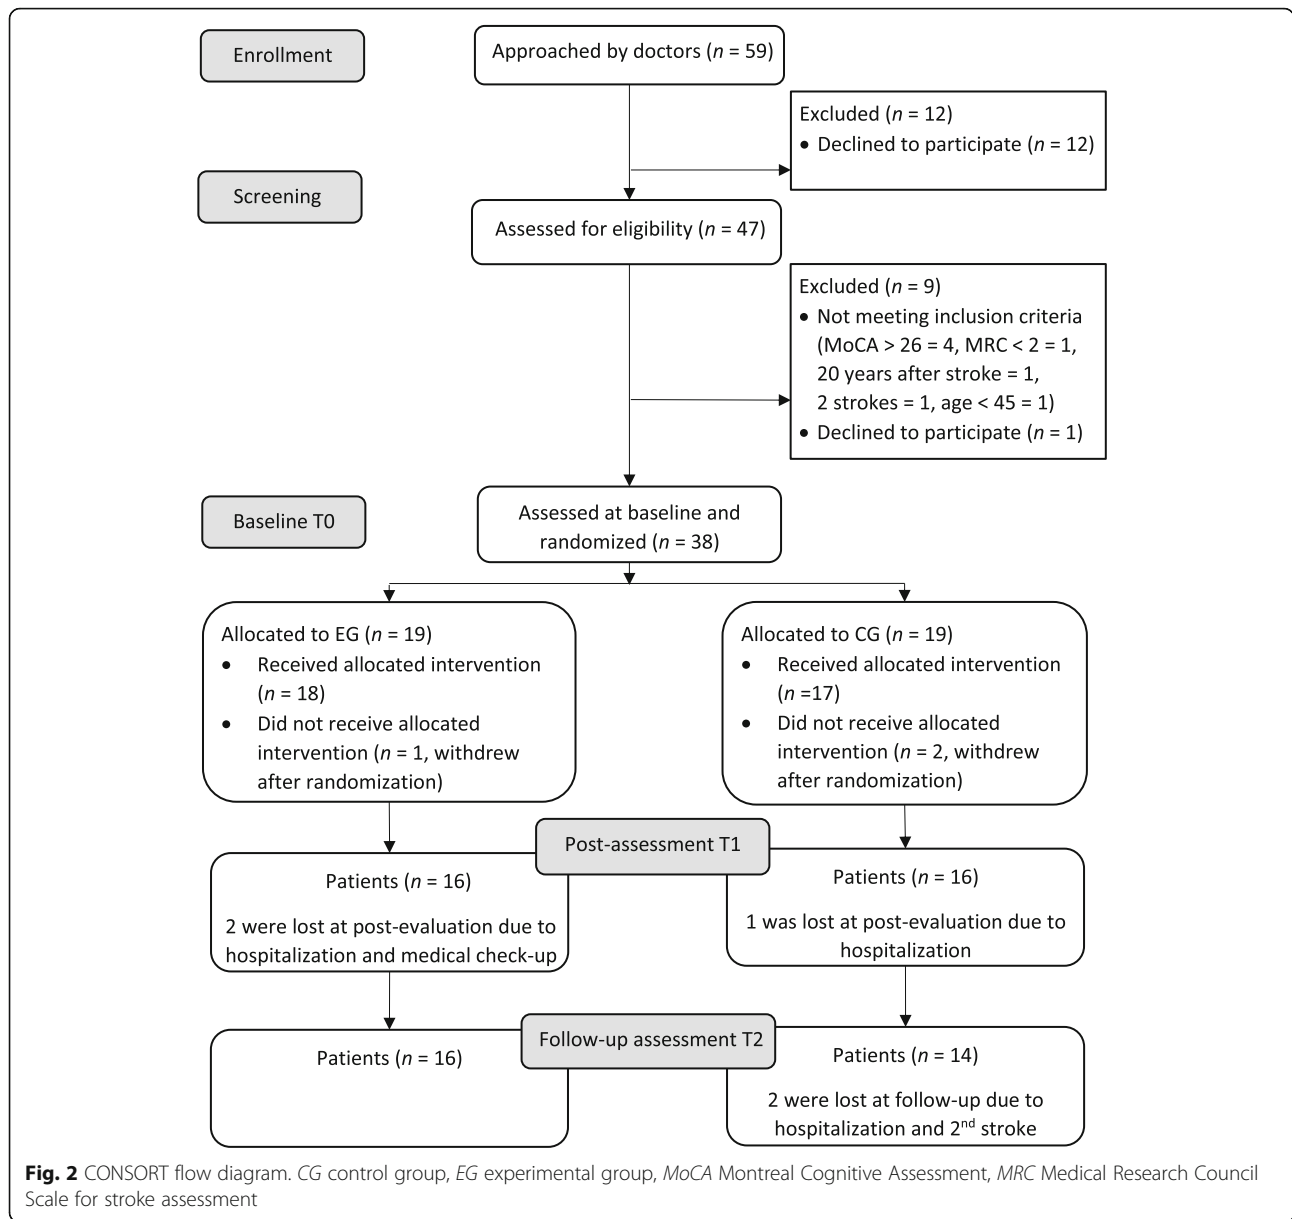 Enrollment
Approached by doctors (n = 59)
Excluded (n = 12)
• Declined to participate (n = 12)
Screening
Assessed for eligibility (n = 47)
Excluded (n = 9)
• Not meeting inclusion criteria
(MoCA > 26 = 4, MRC < 2 = 1,
20 years after stroke = 1,
2 strokes = 1, age < 45 = 1)
• Declined to participate (n = 1)
Baseline T0
Assessed at baseline and
randomized (n = 38)
Allocated to EG (n = 19)
• Received allocated intervention
(n = 18)
• Did not receive allocated
intervention (n = 1, withdrew
after randomization)
Allocated to CG (n = 19)
• Received allocated intervention
(n =17)
• Did not receive allocated
intervention (n = 2, withdrew
after randomization)
Post-assessment T1
Patients (n = 16)
2 were lost at post-evaluation due to
hospitalization and medical check-up
Patients (n = 16)
1 was lost at post-evaluation due to
hospitalization
Follow-up assessment T2
Patients (n = 16)
Patients (n = 14)
2 were lost at follow-up due to
hospitalization and 2nd stroke
Fig. 2 CONSORT flow diagram. CG control group, EG experimental group, MoCA Montreal Cognitive Assessment, MRC Medical Research Council
Scale for stroke assessment